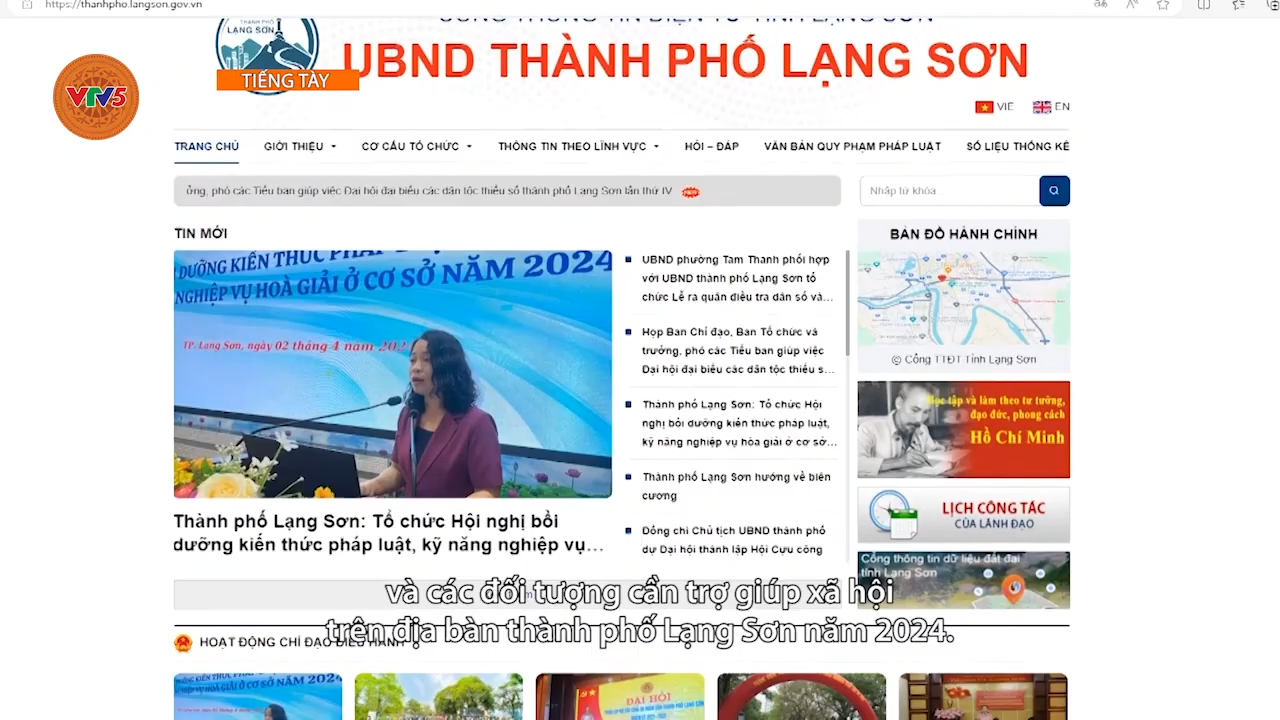 https://thanhpho.langson.gov.vn
THÀNH PHỐ
LẠNG SƠN
CỔNG THÔNG TIN ĐIỆN TỬ TỈNH LẠNG SƠN
UBND THÀNH PHỐ LẠNG SƠN
TIẾNG TÀY
VTV5
VIE
EN
TRANG CHỦ
GIỚI THIỆU
CƠ CẤU TỔ CHỨC
THÔNG TIN THEO LĨNH VỰC
HỎI – ĐÁP
VĂN BẢN QUY PHẠM PHÁP LUẬT
SỐ LIỆU THỐNG KÊ
ởng, phó các Tiểu ban giúp việc Đại hội đại biểu các dân tộc thiểu số thành phố Lạng Sơn lần thứ IV
Nhập từ khóa
TIN MỚI
DƯỠNG KIẾN THỨC PHÁP
NGHIỆP VỤ HOÀ GIẢI Ở CƠ SỞ NĂM 2024
TP. Lạng Sơn, ngày 02 tháng 4 năm 202
Thành phố Lạng Sơn: Tổ chức Hội nghị bồi
dưỡng kiến thức pháp luật, kỹ năng nghiệp vụ...
UBND phường Tam Thanh phối hợp
với UBND thành phố Lạng Sơn tổ
chức Lễ ra quân điều tra dân số và...
Họp Ban Chỉ đạo, Ban Tổ chức và
trưởng, phó các Tiểu ban giúp việc
Đại hội đại biểu các dân tộc thiểu s...
Thành phố Lạng Sơn: Tổ chức Hội
nghị bồi dưỡng kiến thức pháp luật,
kỹ năng nghiệp vụ hòa giải ở cơ sở...
Thành phố Lạng Sơn hướng về biên
cương
Đồng chí Chủ tịch UBND thành phố
dự Đại hội thành lập Hội Cựu công
BẢN ĐỒ HÀNH CHÍNH
© Cổng TTĐT Tỉnh Lạng Sơn
Học tập và làm theo tư tưởng,
đạo đức, phong cách
Hồ Chí Minh
LỊCH CÔNG TÁC
CỦA LÃNH ĐẠO
Cổng thông tin dữ liệu đất đai
tỉnh Lạng Sơn
và các đối tượng cần trợ giúp xã hội
trên địa bàn thành phố Lạng Sơn năm 2024.
HOẠT ĐỘNG CHỈ ĐẠO ĐIỀU HÀNH
ĐẠI HỘI